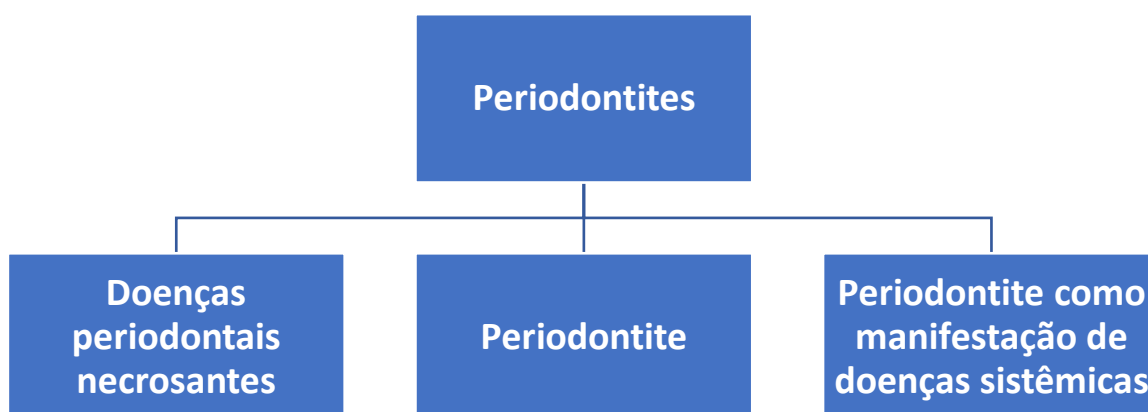 Periodontites
Doenças
periodontais
necrosantes
Periodontite
Periodontite como
manifestação de
doenças sistêmicas